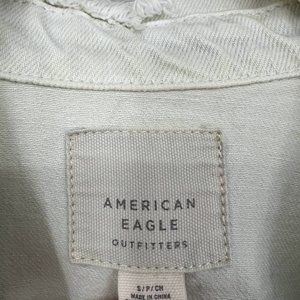 AMERICAN
EAGLE
OUTFITTERS
S/P/CH
MADE IN CHINA